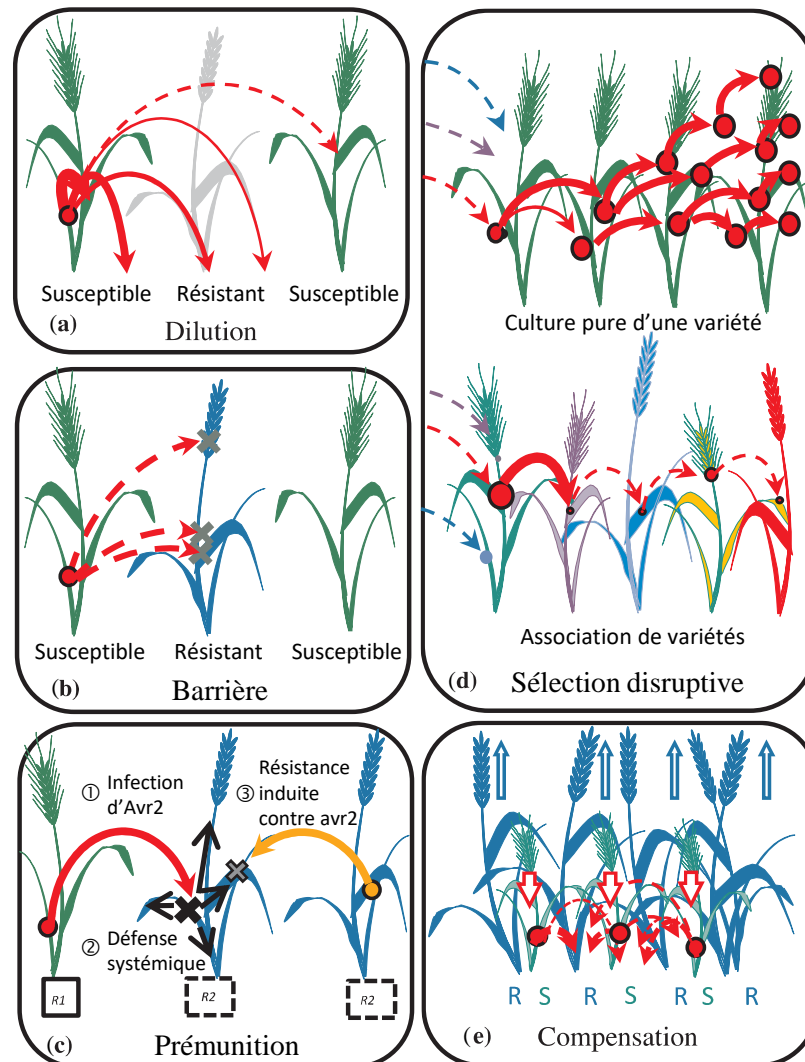 Susceptible Résistant Susceptible
(a) Dilution
Susceptible Résistant Susceptible
(b) Barrière
① Infection
d'Avr2
③ Résistance
induite
contre avr2
② Défense
systémique
R1 R2 R2
(c) Prémunition
Culture pure d'une variété
Association de variétés
(d) Sélection disruptive
R S R S R S R
(e) Compensation